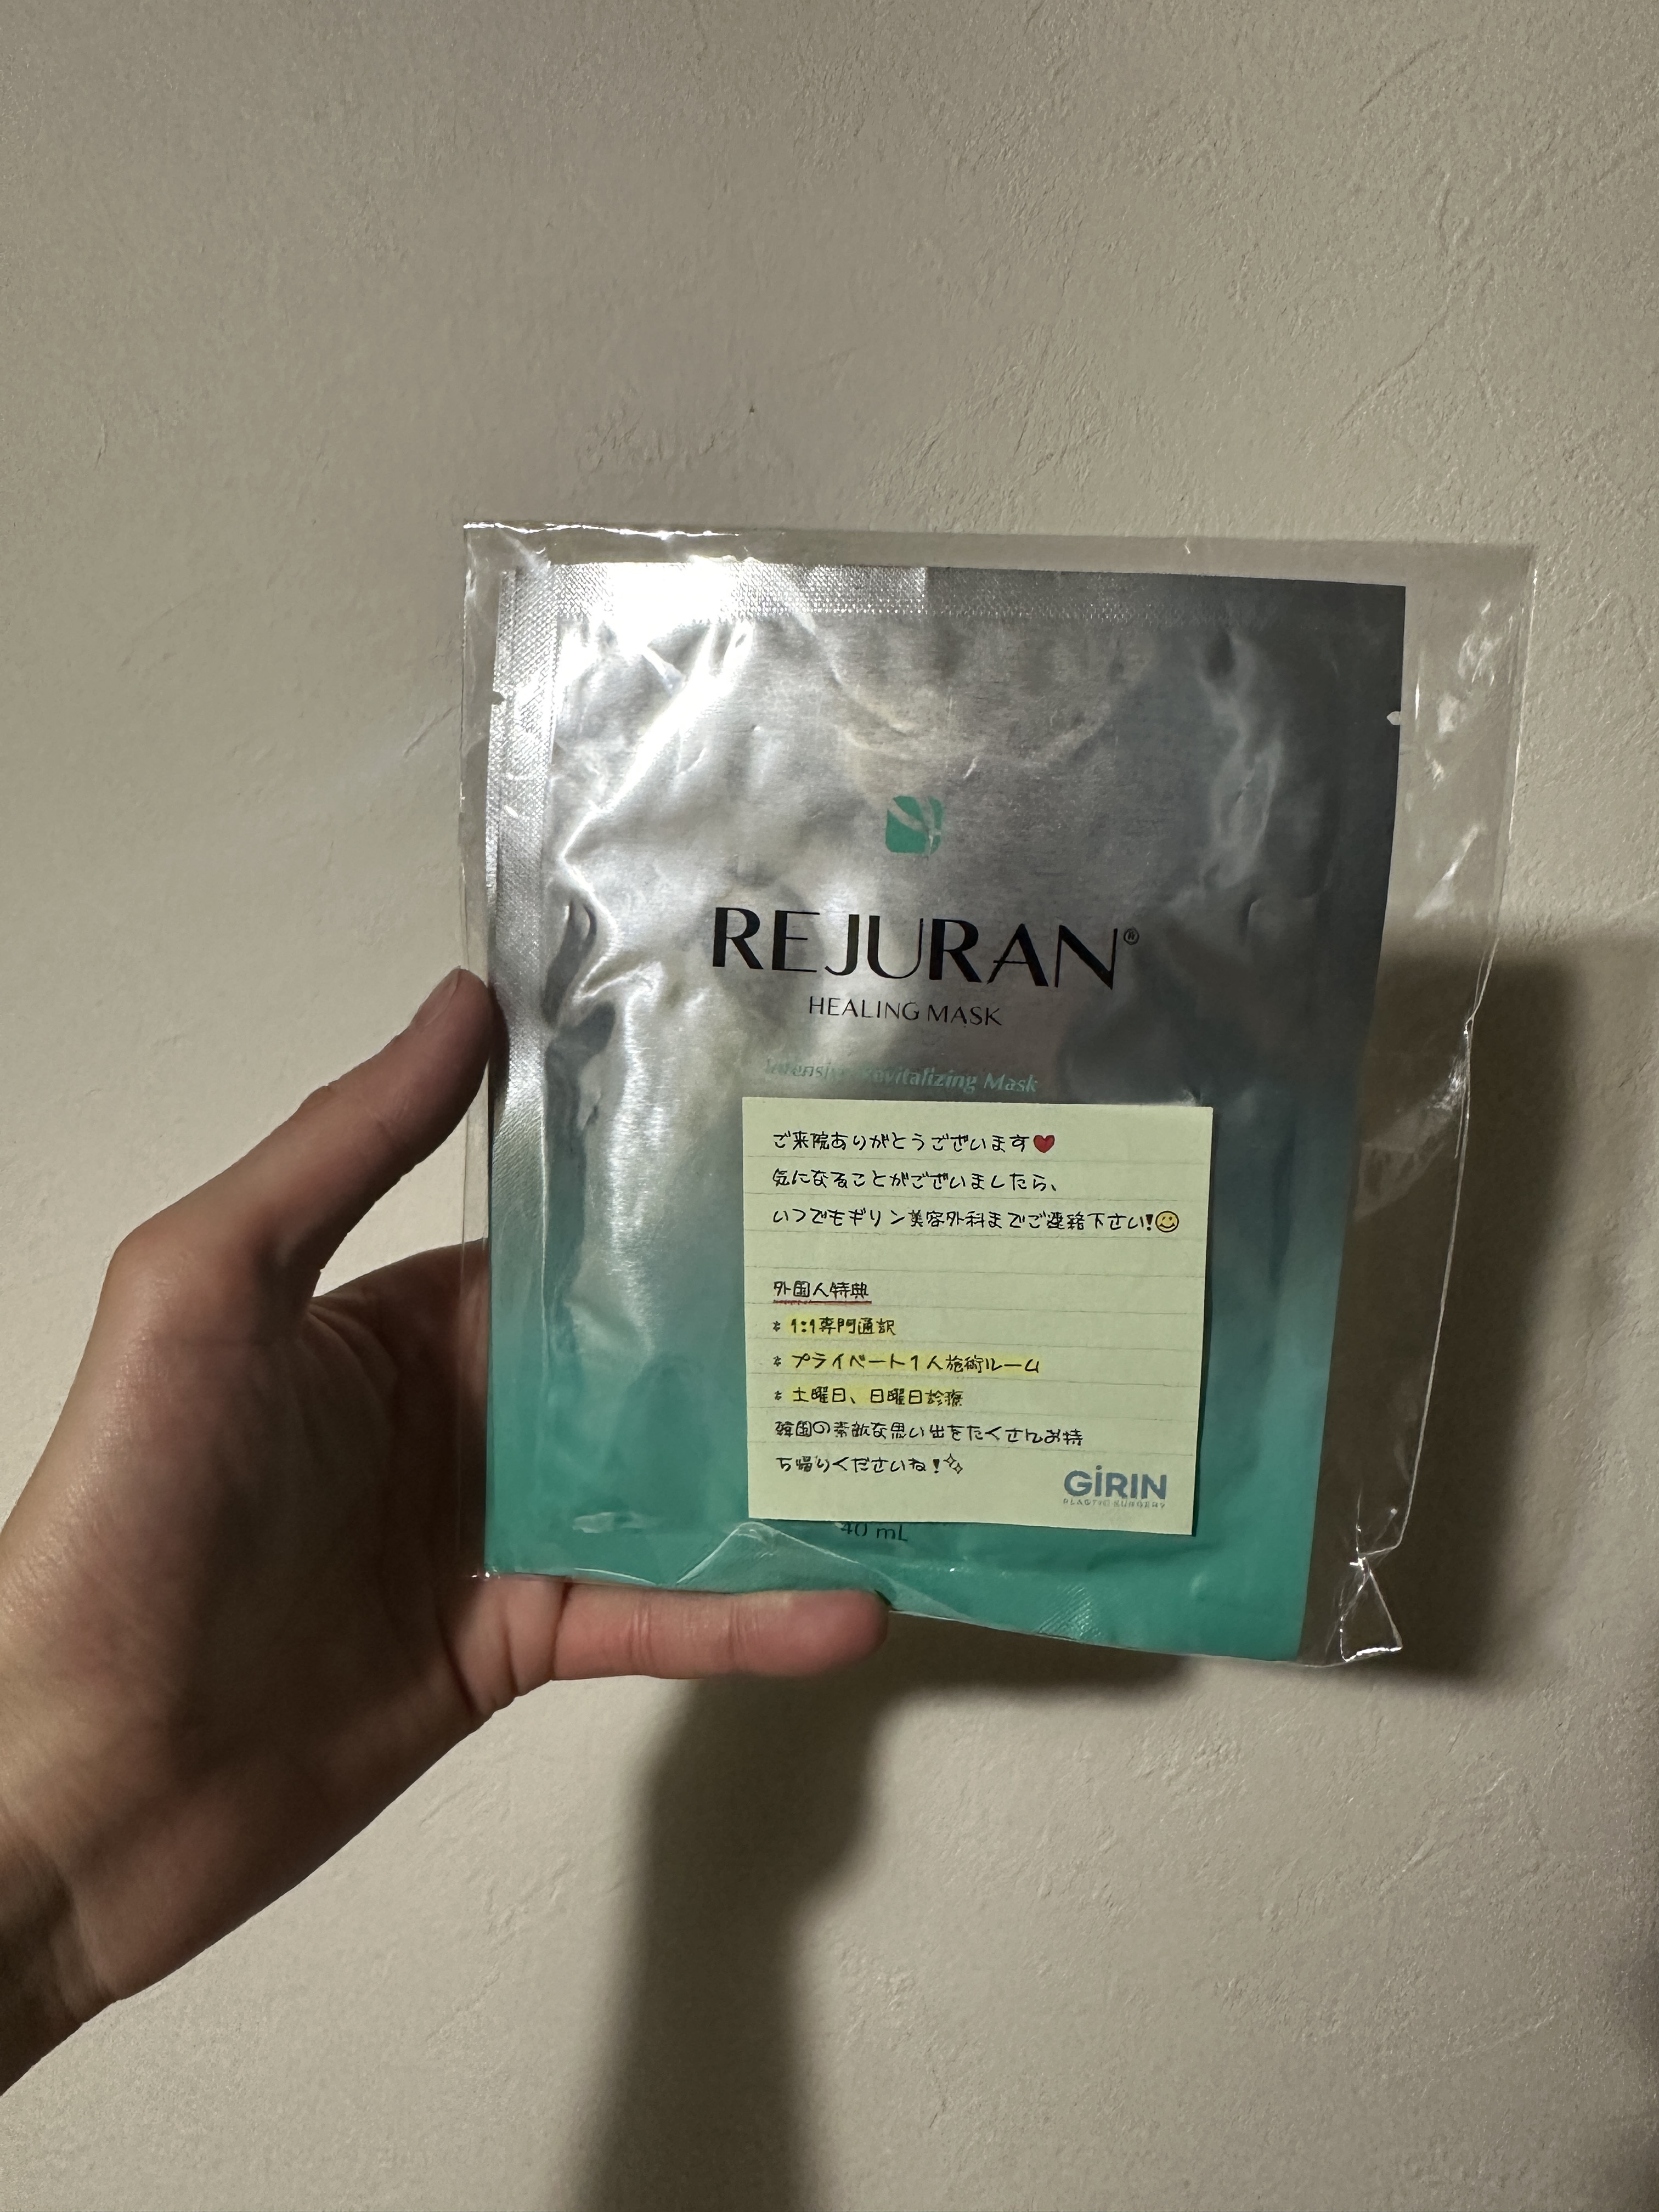 REJURAN®
HEALING MASK
Intensive Revitalizing Mask
ご来院ありがとうございます❤
気になることがございましたら、
いつでもギリン美容外科までご連絡下さい!☺
外国人特典
* 1:1専門通訳
* プライベート1人施術ルーム
* 土曜日、日曜日診療
韓国の素敵な思い出をたくさんお持
ち帰りくださいね!✨
GiRIN
PLASTIC SURGERY
40 mL